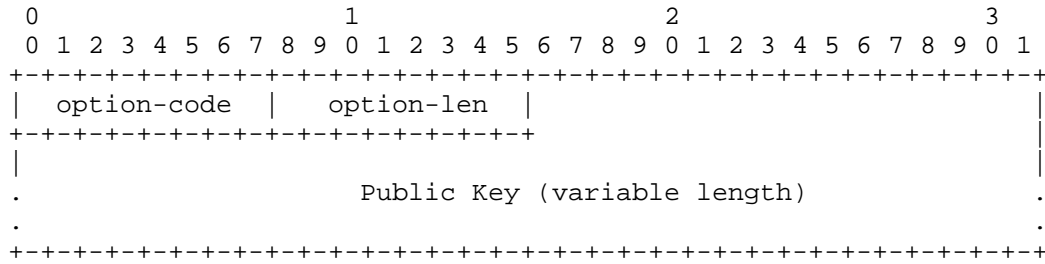 0                   1                   2                   3
 0 1 2 3 4 5 6 7 8 9 0 1 2 3 4 5 6 7 8 9 0 1 2 3 4 5 6 7 8 9 0 1
+-+-+-+-+-+-+-+-+-+-+-+-+-+-+-+-+-+-+-+-+-+-+-+-+-+-+-+-+-+-+-+-+
|  option-code  |   option-len  |                               |
+-+-+-+-+-+-+-+-+-+-+-+-+-+-+-+-+                               |
|                                                               |
.                     Public Key (variable length)              .
.                                                               .
+-+-+-+-+-+-+-+-+-+-+-+-+-+-+-+-+-+-+-+-+-+-+-+-+-+-+-+-+-+-+-+-+